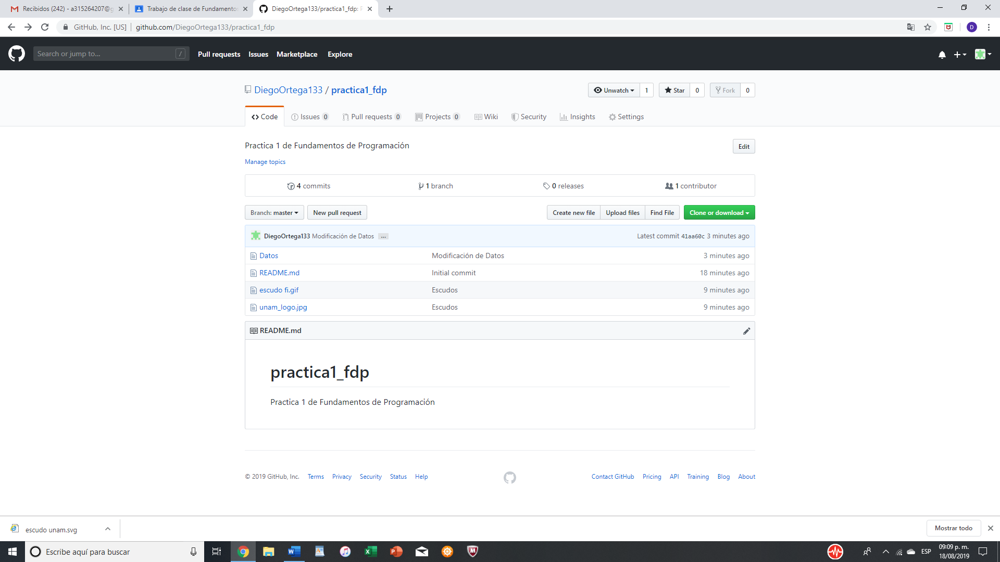 Recibidos (242) - a315264207@g
Trabajo de clase de Fundamentos
DiegoOrtega133/practica1_fdp: P
GitHub, Inc. [US] | github.com/DiegoOrtega133/practica1_fdp
D
Search or jump to... /
Pull requests Issues Marketplace Explore
DiegoOrtega133 / practica1_fdp
Unwatch 1 Star 0 Fork 0
Code Issues 0 Pull requests 0 Projects 0 Wiki Security Insights Settings
Practica 1 de Fundamentos de Programación
Edit
Manage topics
4 commits 1 branch 0 releases 1 contributor
Branch: master New pull request Create new file Upload files Find File Clone or download
DiegoOrtega133 Modificación de Datos ... Latest commit 41aa60c 3 minutes ago
Datos Modificación de Datos 3 minutes ago
README.md Initial commit 18 minutes ago
escudo fi.gif Escudos 9 minutes ago
unam_logo.jpg Escudos 9 minutes ago
README.md
practica1_fdp
Practica 1 de Fundamentos de Programación
© 2019 GitHub, Inc. Terms Privacy Security Status Help Contact GitHub Pricing API Training Blog About
escudo unam.svg
Mostrar todo
Escribe aquí para buscar
ESP
09:09 p. m.
18/08/2019